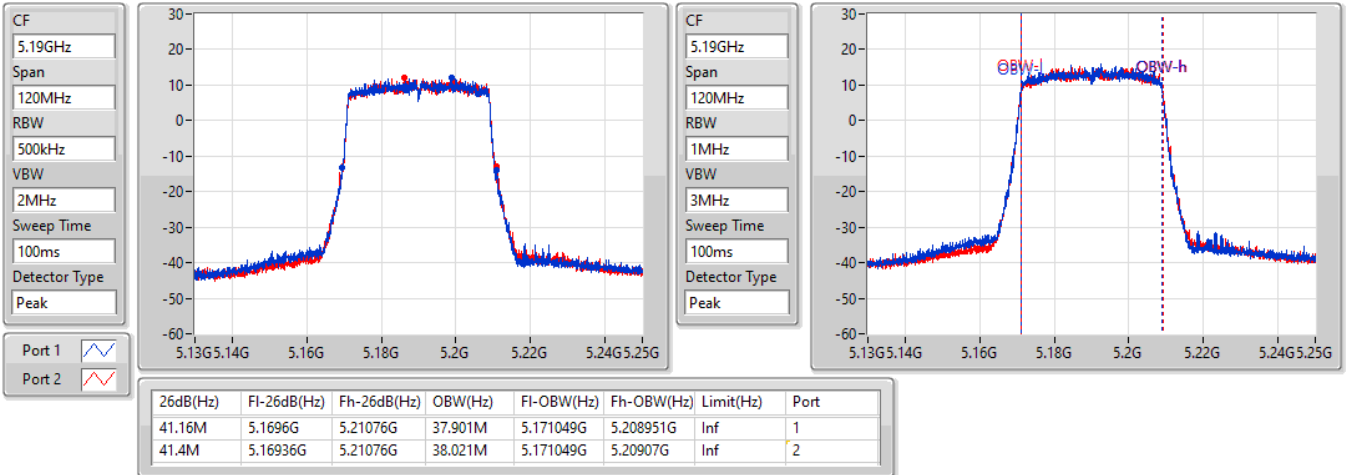 CF
5.19GHz
Span
120MHz
RBW
500kHz
VBW
2MHz
Sweep Time
100ms
Detector Type
Peak
Port 1
Port 2
30
20
10
0
-10
-20
-30
-40
-50
-60
5.13G 5.14G 5.16G 5.18G 5.2G 5.22G 5.24G 5.25G
CF
5.19GHz
Span
120MHz
RBW
1MHz
VBW
3MHz
Sweep Time
100ms
Detector Type
Peak
30
20
10
0
-10
-20
-30
-40
-50
-60
OBW-l OBW-h
OBW-l OBW-h
5.13G 5.14G 5.16G 5.18G 5.2G 5.22G 5.24G 5.25G
26dB(Hz) Fl-26dB(Hz) Fh-26dB(Hz) OBW(Hz) Fl-OBW(Hz) Fh-OBW(Hz) Limit(Hz) Port
41.16M 5.1696G 5.21076G 37.901M 5.171049G 5.208951G Inf 1
41.4M 5.16936G 5.21076G 38.021M 5.171049G 5.20907G Inf 2